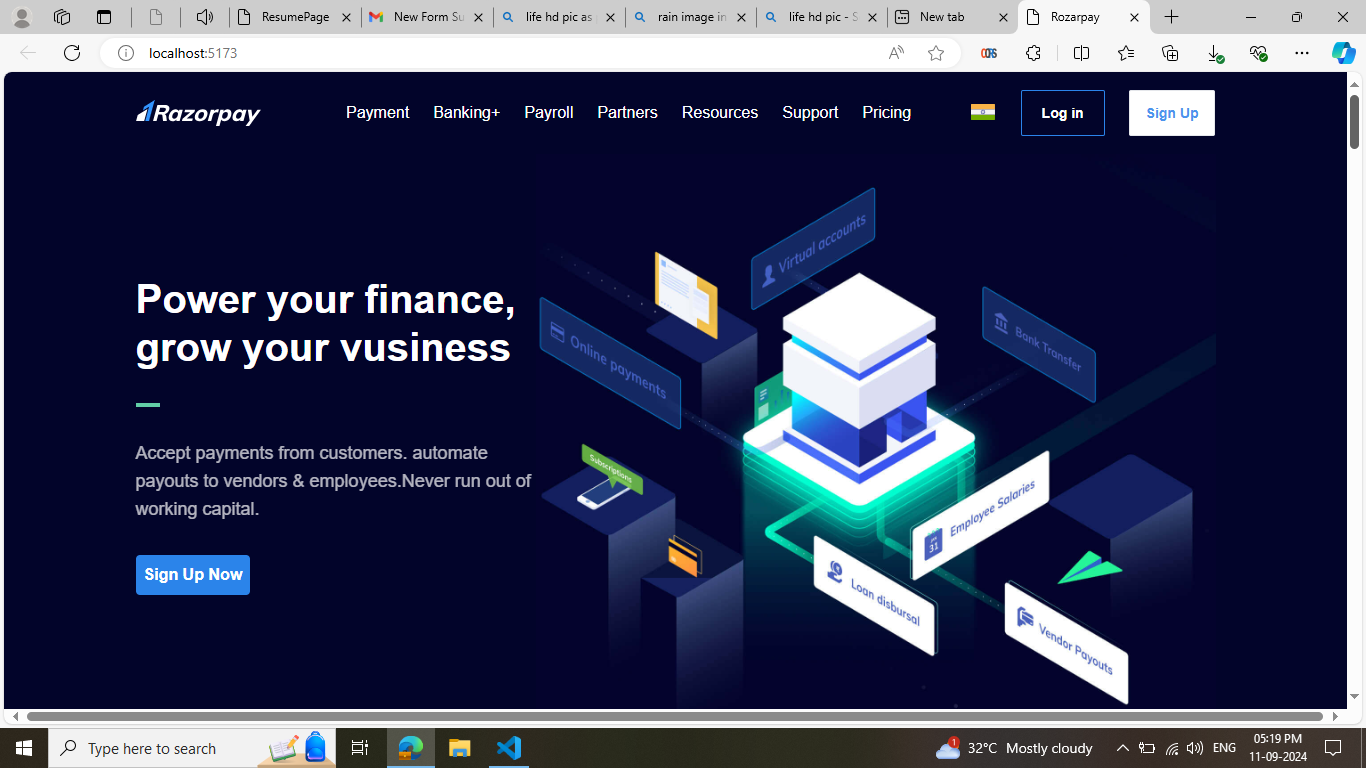 ResumePage
New Form Su
life hd pic as
rain image in
life hd pic - S
New tab
Rozarpay
localhost:5173
Razorpay
Payment
Banking+
Payroll
Partners
Resources
Support
Pricing
Log in
Sign Up
Power your finance,
grow your vusiness
Accept payments from customers. automate
payouts to vendors & employees.Never run out of
working capital.
Sign Up Now
Virtual accounts
Online payments
Bank Transfer
Subscriptions
Employee Salaries
31
Loan disbursal
Vendor Payouts
Type here to search
1
32°C Mostly cloudy
ENG
05:19 PM
11-09-2024